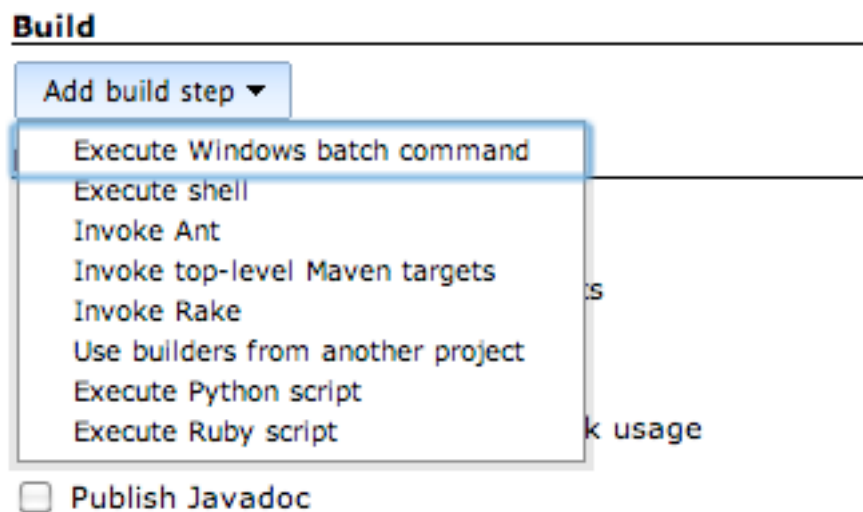 Build
Add build step
Execute Windows batch command
Execute shell
Invoke Ant
Invoke top-level Maven targets
Invoke Rake
Use builders from another project
Execute Python script
Execute Ruby script
usage
Publish Javadoc